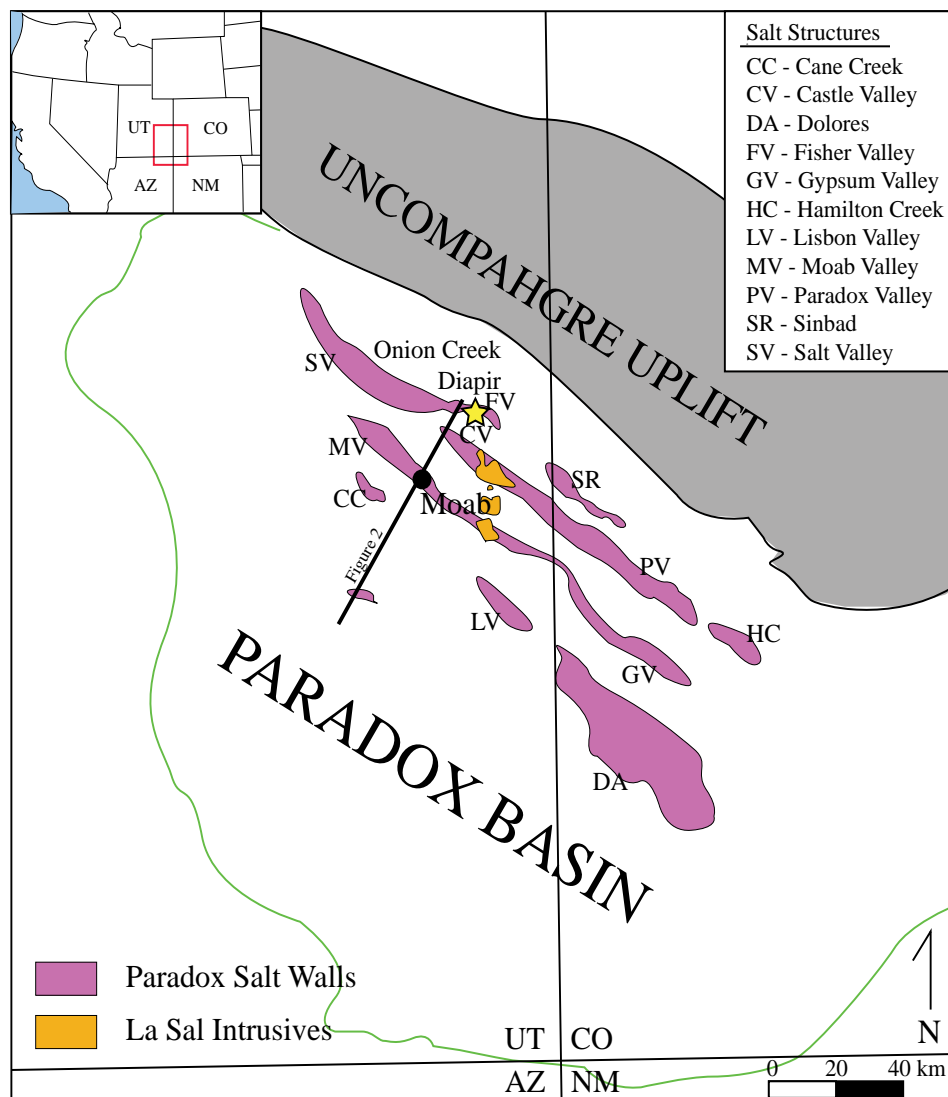 UT
CO
AZ
NM
Salt Structures
CC - Cane Creek
CV - Castle Valley
DA - Dolores
FV - Fisher Valley
GV - Gypsum Valley
HC - Hamilton Creek
LV - Lisbon Valley
MV - Moab Valley
PV - Paradox Valley
SR - Sinbad
SV - Salt Valley
UNCOMPAHGRE UPLIFT
SV
Onion Creek
Diapir
FV
MV
CV
CC
Moab
SR
Figure 2
PV
LV
HC
GV
PARADOX BASIN
DA
Paradox Salt Walls
La Sal Intrusives
UT
CO
AZ
NM
N
0
20
40 km